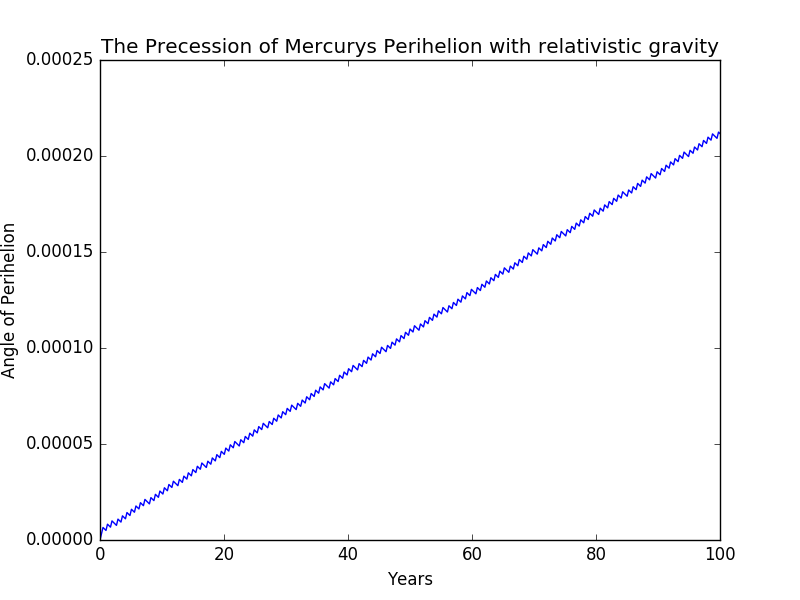 The Precession of Mercurys Perihelion with relativistic gravity
0.00025
0.00020
0.00015
0.00010
0.00005
0.00000
Angle of Perihelion
0 20 40 60 80 100
Years